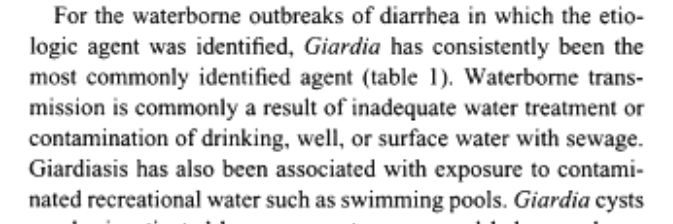 For the waterborne outbreaks of diarrhea in which the etio-
logic agent was identified, Giardia has consistently been the
most commonly identified agent (table 1). Waterborne trans-
mission is commonly a result of inadequate water treatment or
contamination of drinking, well, or surface water with sewage.
Giardiasis has also been associated with exposure to contami-
nated recreational water such as swimming pools. Giardia cysts